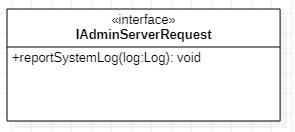 «interface»
IAdminServerRequest
+reportSystemLog(log:Log): void